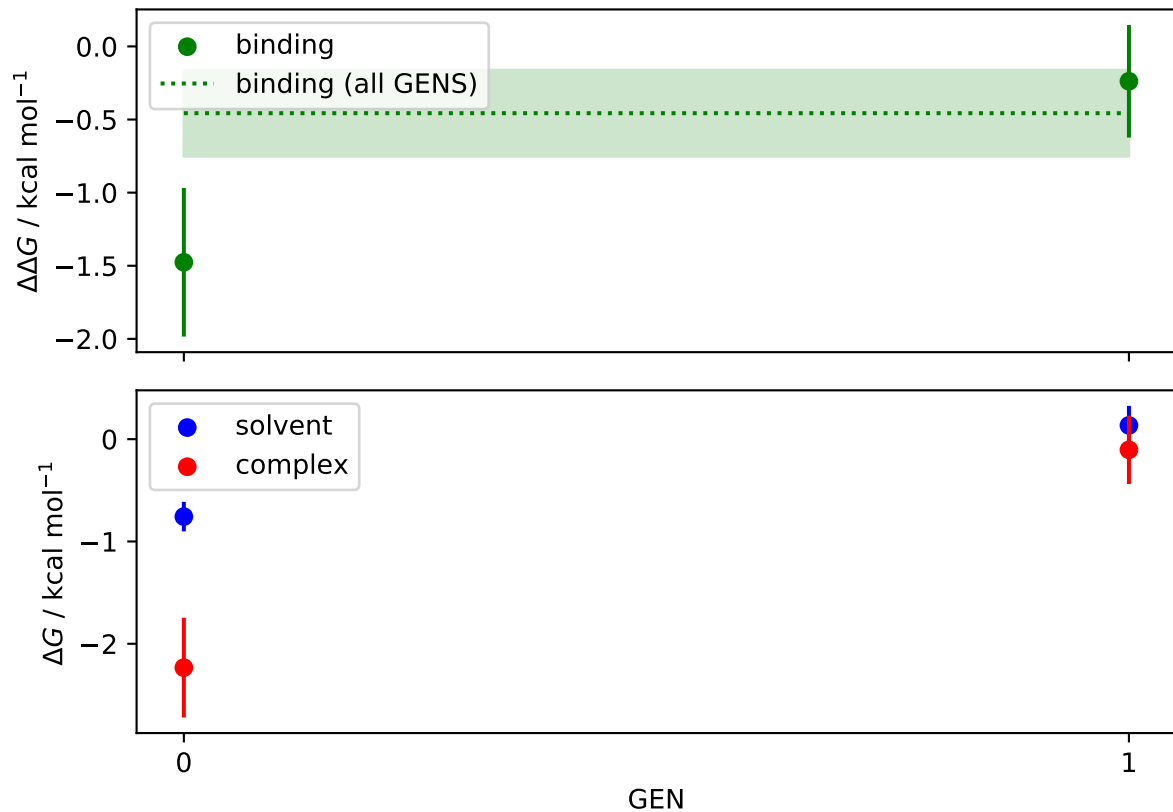 binding
binding (all GENS)
0.0
−0.5
−1.0
−1.5
−2.0
ΔΔG / kcal mol⁻¹
solvent
complex
0
−1
−2
ΔG / kcal mol⁻¹
0
1
GEN